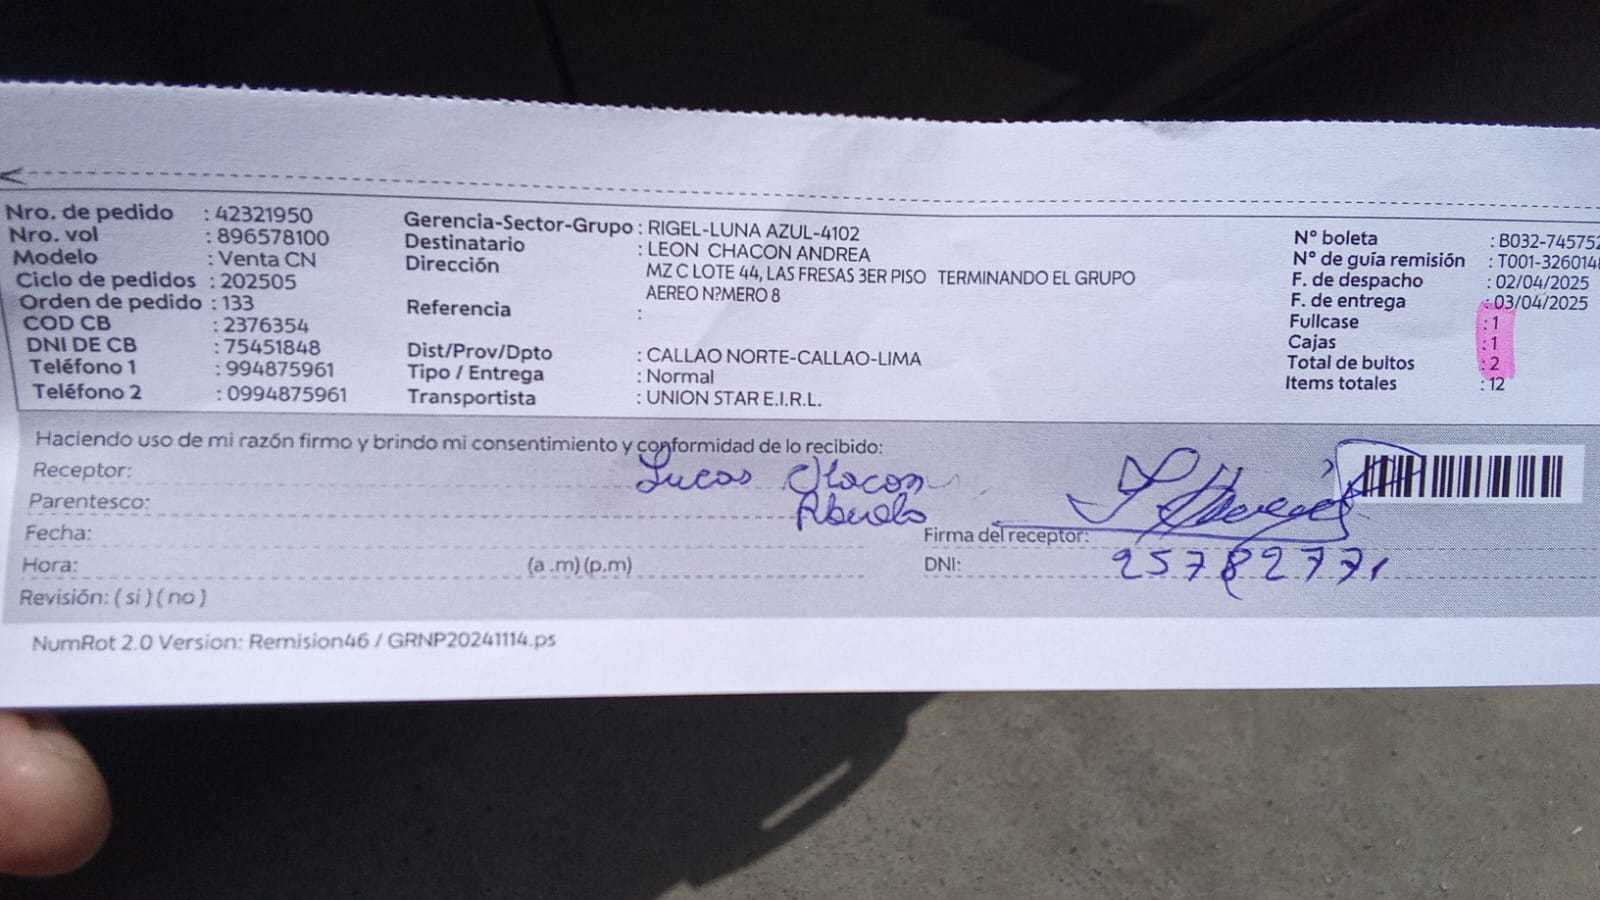 Nro. de pedido : 42321950
Nro. vol : 896578100
Modelo : Venta CN
Ciclo de pedidos : 202505
Orden de pedido : 133
COD CB : 2376354
DNI DE CB : 75451848
Teléfono 1 : 994875961
Teléfono 2 : 0994875961
Gerencia-Sector-Grupo : RIGEL-LUNA AZUL-4102
Destinatario : LEON CHACON ANDREA
Dirección MZ C LOTE 44, LAS FRESAS 3ER PISO TERMINANDO EL GRUPO
AEREO N?MERO 8
Referencia :
Dist/Prov/Dpto : CALLAO NORTE-CALLAO-LIMA
Tipo / Entrega : Normal
Transportista : UNION STAR E.I.R.L.
N° boleta : B032-745752
N° de guía remisión : T001-326014
F. de despacho : 02/04/2025
F. de entrega : 03/04/2025
Fullcase : 1
Cajas : 1
Total de bultos : 2
Items totales : 12
Haciendo uso de mi razón firmo y brindo mi consentimiento y conformidad de lo recibido:
Receptor: Lucas Chacon
Parentesco: Abuelo
Fecha:
Firma del receptor:
Hora: (a .m) (p.m)
DNI: 25782771
Revisión: ( si ) ( no )
NumRot 2.0 Version: Remision46 / GRNP20241114.ps